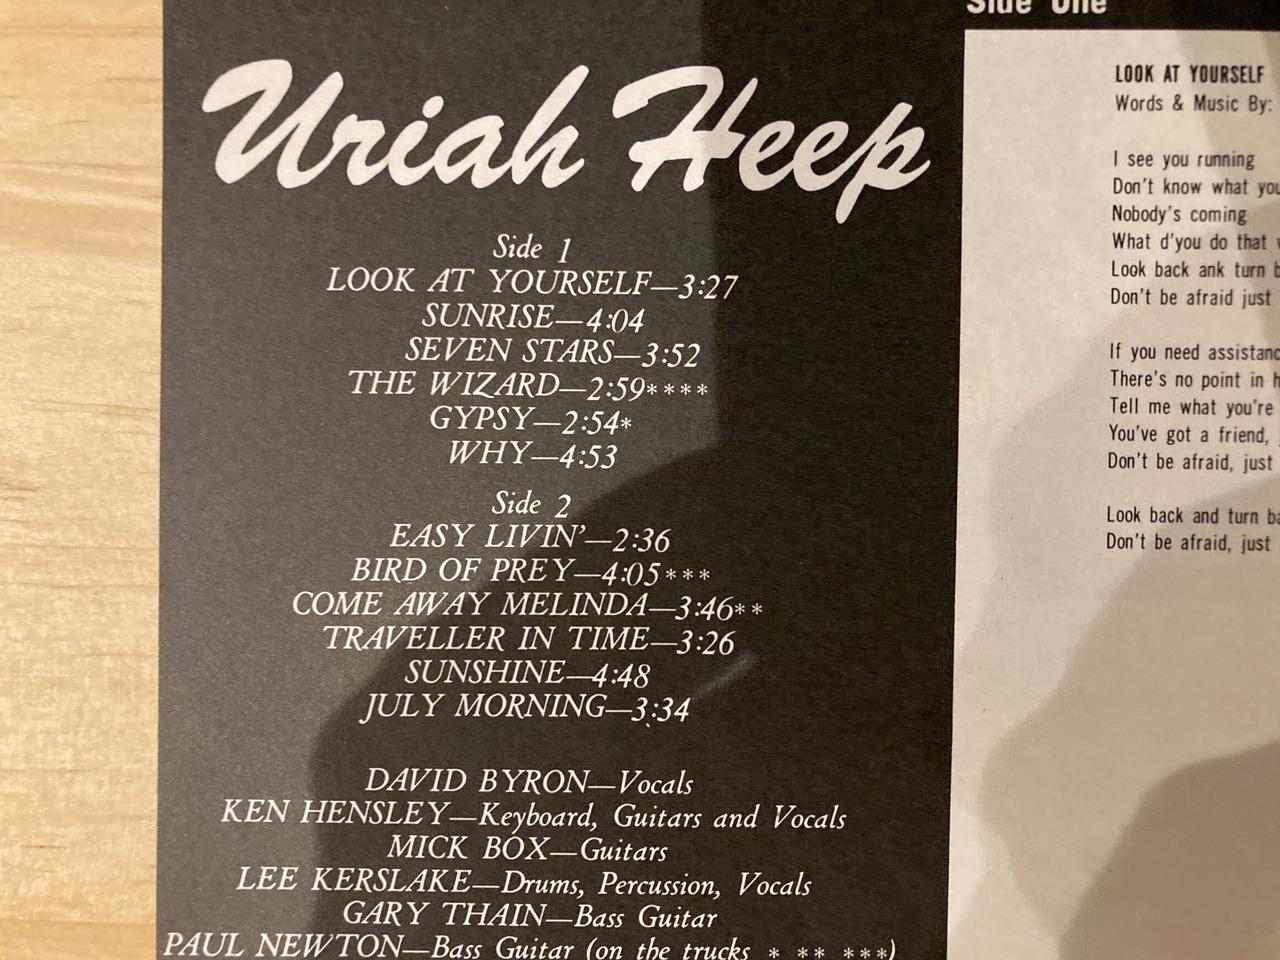 Uriah Heep
Side 1
LOOK AT YOURSELF—3:27
SUNRISE—4:04
SEVEN STARS—3:52
THE WIZARD—2:59****
GYPSY—2:54*
WHY—4:53
Side 2
EASY LIVIN'—2:36
BIRD OF PREY—4:05***
COME AWAY MELINDA—3:46**
TRAVELLER IN TIME—3:26
SUNSHINE—4:48
JULY MORNING—3:34
DAVID BYRON—Vocals
KEN HENSLEY—Keyboard, Guitars and Vocals
MICK BOX—Guitars
LEE KERSLAKE—Drums, Percussion, Vocals
GARY THAIN—Bass Guitar
PAUL NEWTON—Bass Guitar (on the trucks * ** ***)
Side One
LOOK AT YOURSELF
Words & Music By:
I see you running
Don't know what you
Nobody's coming
What d'you do that
Look back ank turn
Don't be afraid just
If you need
There's no point in
Tell me what you're
You've got a friend,
Don't be afraid, just
Look back and turn
Don't be afraid, just